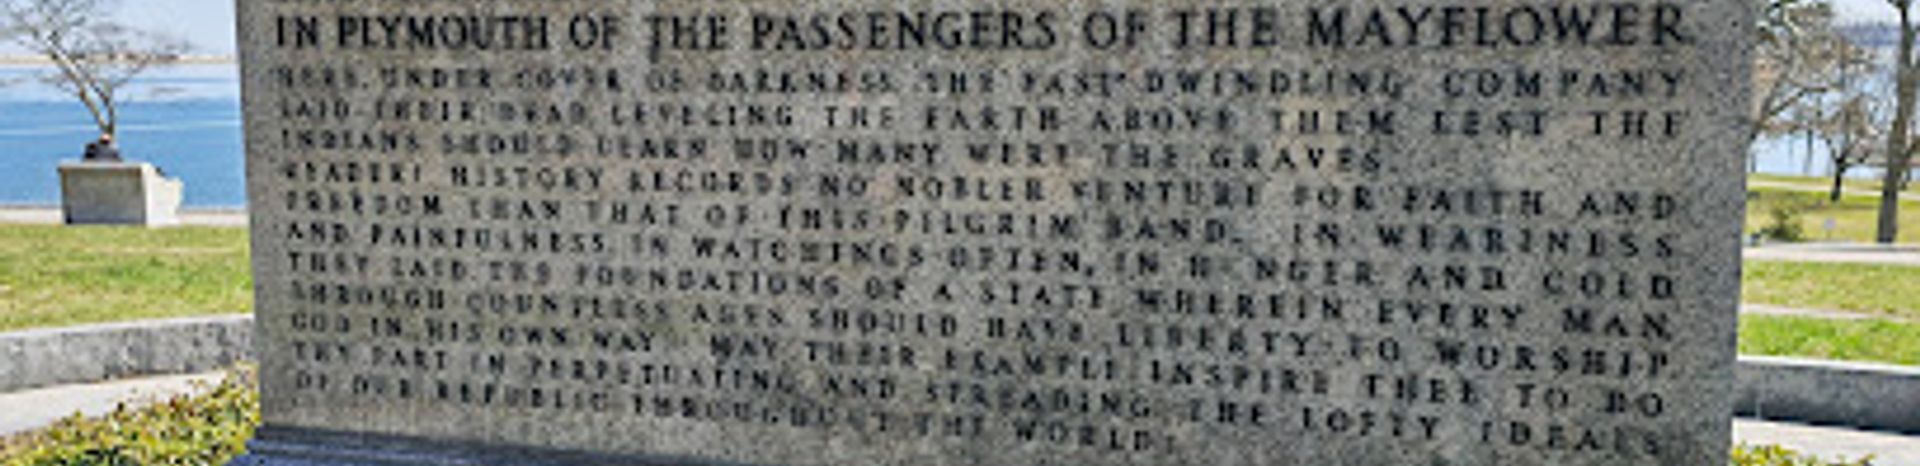 IN PLYMOUTH OF THE PASSENGERS OF THE MAYFLOWER
HERE, UNDER COVER OF DARKNESS, THE FAST DWINDLING COMPANY
LAID THEIR DEAD LEVELING THE EARTH ABOVE THEM LEST THE
INDIANS SHOULD LEARN HOW MANY WERE THE GRAVES
READER! HISTORY RECORDS NO NOBLER VENTURE FOR FAITH AND
FREEDOM THAN THAT OF THIS PILGRIM BAND. IN WEARINESS
AND PAINFULNESS, IN WATCHINGS OFTEN, IN HUNGER AND COLD
THEY LAID THE FOUNDATIONS OF A STATE WHEREIN EVERY MAN
THROUGH COUNTLESS AGES SHOULD HAVE LIBERTY TO WORSHIP
GOD IN HIS OWN WAY. MAY THEIR EXAMPLE INSPIRE THEE TO DO
THY PART IN PERPETUATING AND SPREADING THE LOFTY IDEALS
OF OUR REPUBLIC THROUGHOUT THE WORLD!